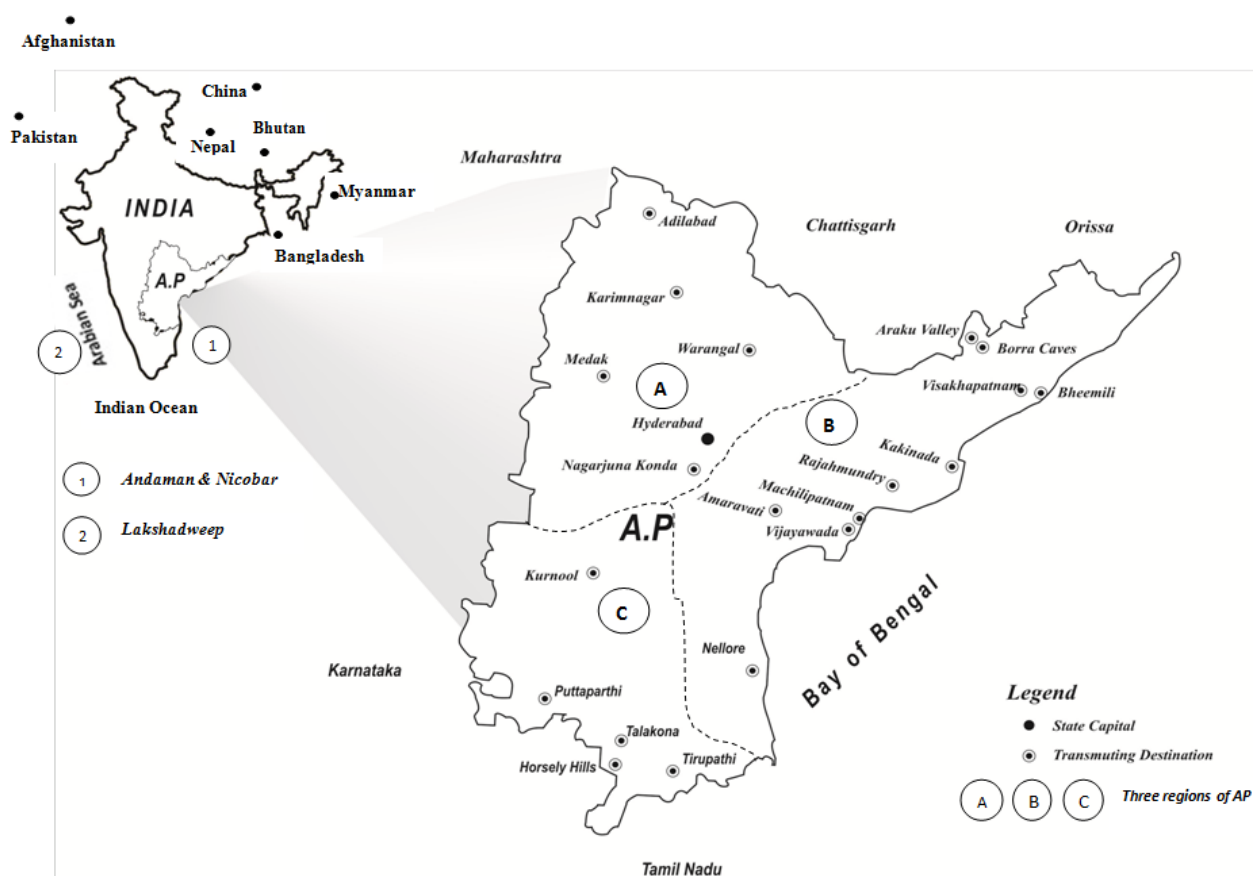 Afghanistan
China
Pakistan
Nepal
Bhutan
Maharashtra
Myanmar
INDIA
Adilabad
Chattisgarh
Orissa
Bangladesh
A.P
Karimnagar
Arabian Sea
Araku Valley
Borra Caves
1
2
Warangal
Medak
A
Visakhapatnam
Bheemili
Indian Ocean
B
Hyderabad
Kakinada
Nagarjuna Konda
Rajahmundry
1 Andaman & Nicobar
Machilipatnam
Amaravati
2 Lakshadweep
A.P
Vijayawada
Kurnool
C
Bay of Bengal
Nellore
Karnataka
Puttaparthi
Legend
State Capital
Talakona
Transmuting Destination
Horsely Hills
Tirupathi
A B C Three regions of AP
Tamil Nadu